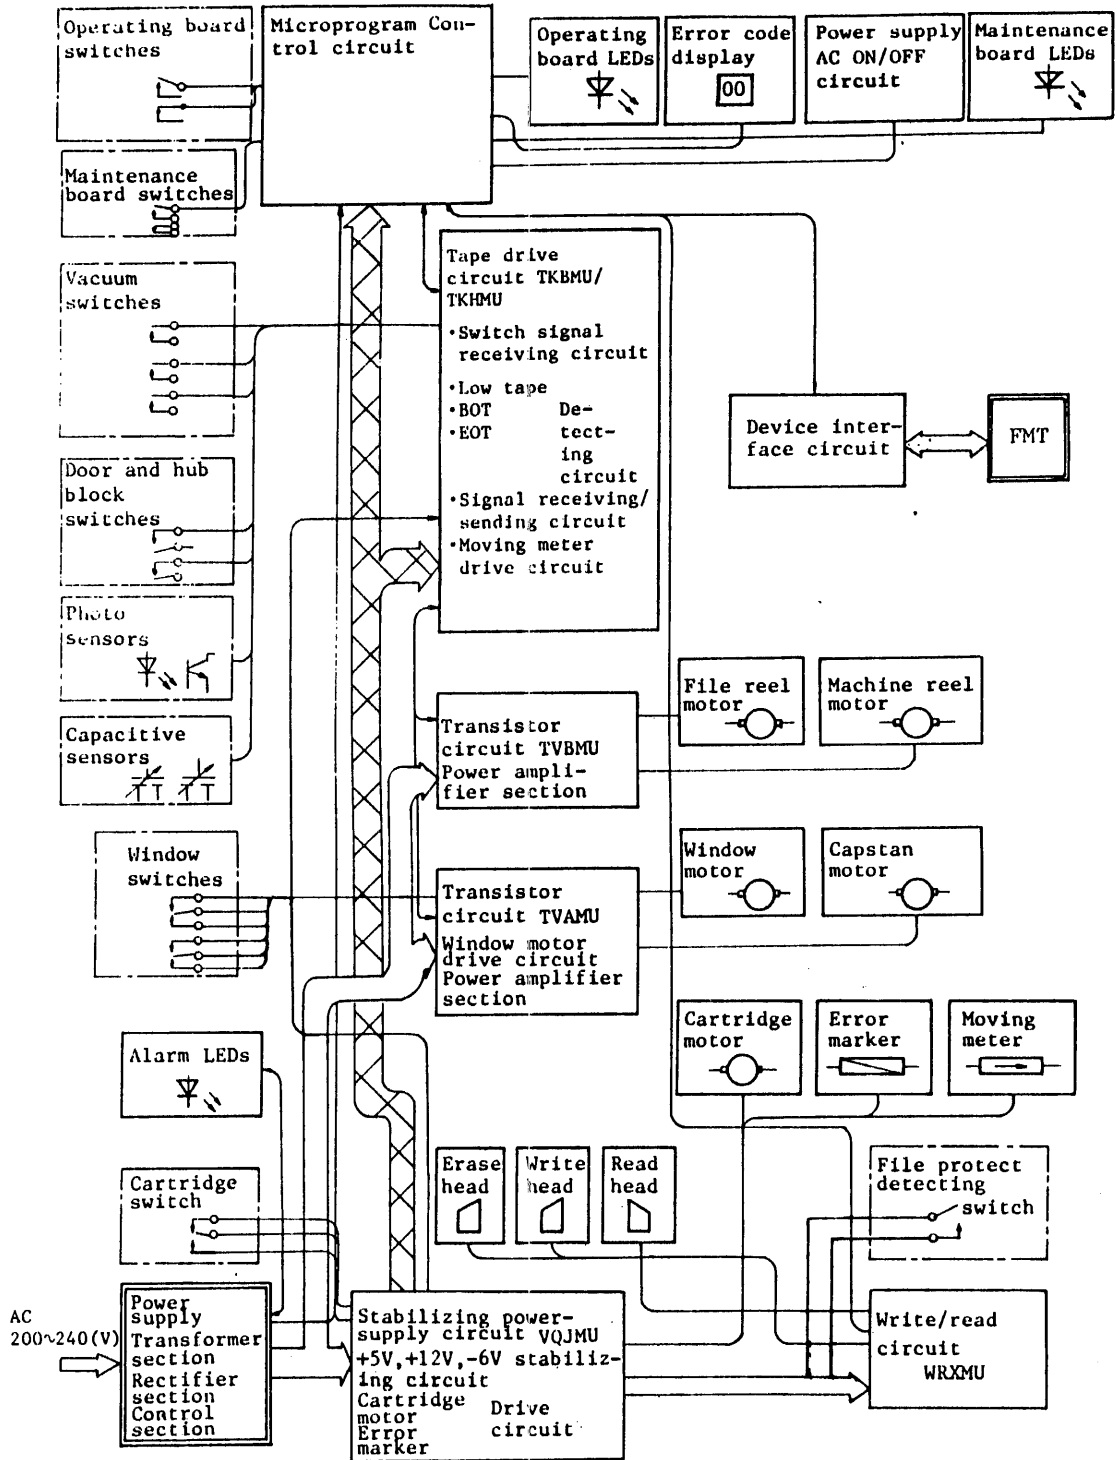 Operating board
switches
Microprogram Con-
trol circuit
Operating
board LEDs
Error code
display
00
Power supply
AC ON/OFF
circuit
Maintenance
board LEDs
Maintenance
board switches
Vacuum
switches
Tape drive
circuit TKBMU/
TKHMU
•Switch signal
receiving circuit
•Low tape
•BOT De-
•EOT tect-
ing
circuit
•Signal receiving/
sending circuit
•Moving meter
drive circuit
Device inter-
face circuit
FMT
Door and hub
block
switches
Photo
sensors
Capacitive
sensors
Transistor
circuit TVBMU
Power ampli-
fier section
File reel
motor
Machine reel
motor
Window
switches
Transistor
circuit TVAMU
Window motor
drive circuit
Power amplifier
section
Window
motor
Capstan
motor
Alarm LEDs
Cartridge
motor
Error
marker
Moving
meter
Cartridge
switch
Erase
head
Write
head
Read
head
File protect
detecting
switch
AC
200~240(V)
Power
supply
Transformer
section
Rectifier
section
Control
section
Stabilizing power-
supply circuit VQJMU
+5V,+12V,-6V stabiliz-
ing circuit
Cartridge
motor Drive
Error circuit
marker
Write/read
circuit
WRXMU